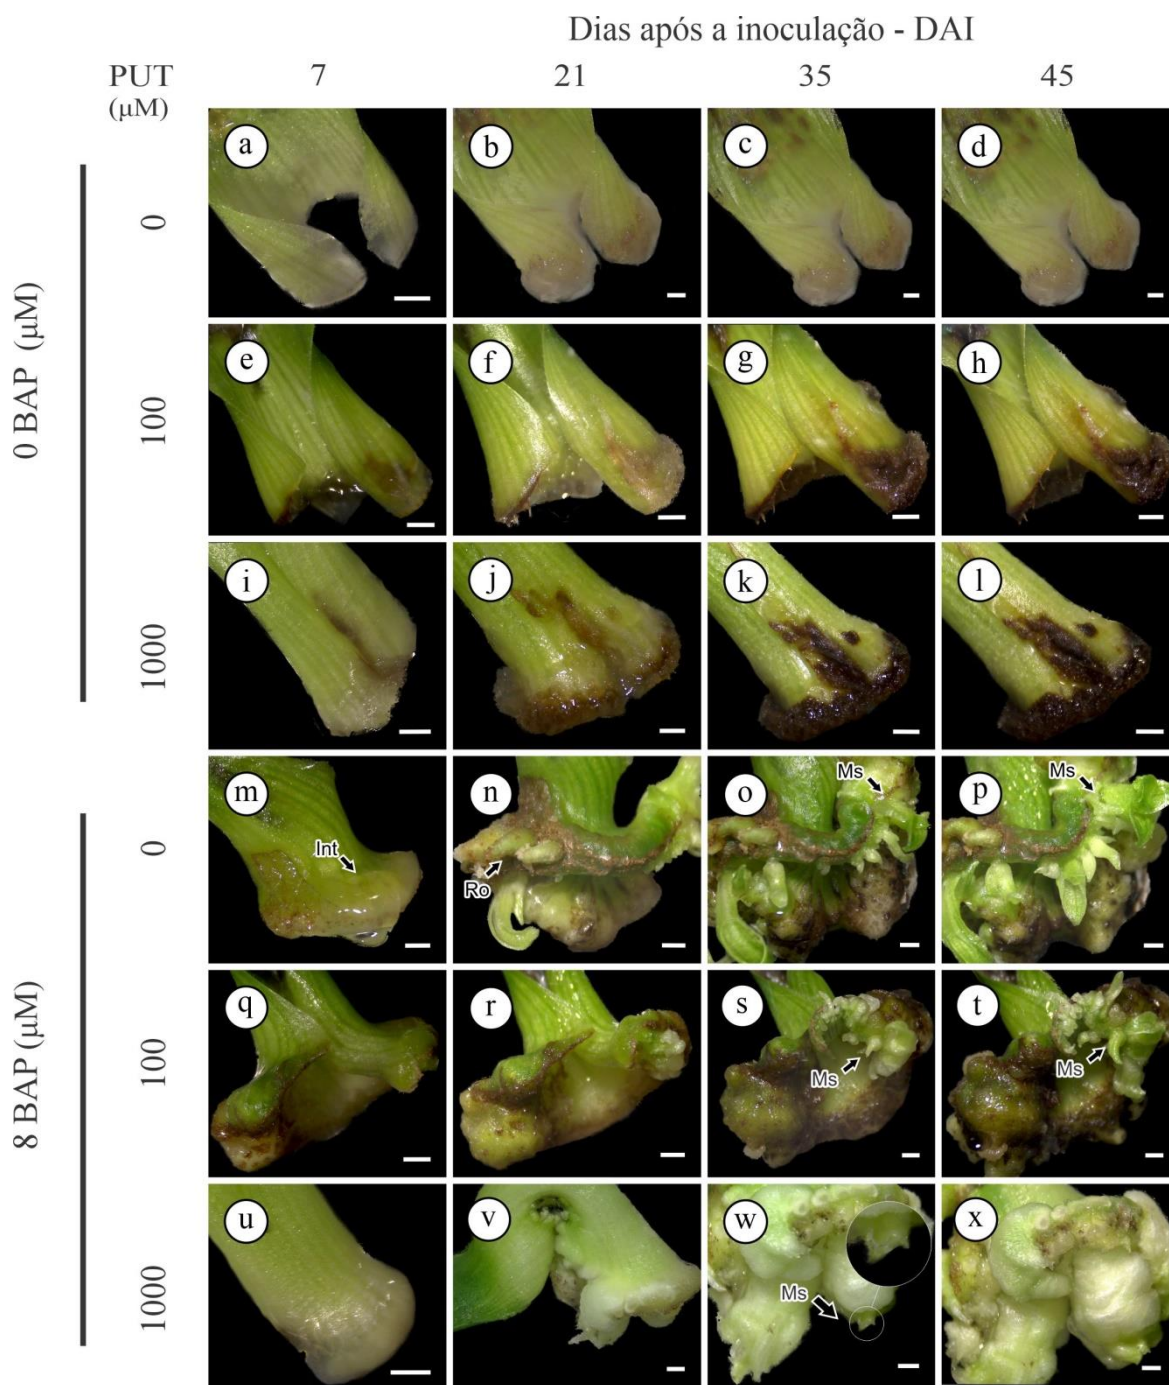 Dias após a inoculação - DAI
PUT
(µM)
7
21
35
45
0 BAP (µM)
0
a
b
c
d
100
e
f
g
h
1000
i
j
k
l
8 BAP (µM)
0
m
Int
n
Ro
o
Ms
p
Ms
100
q
r
s
Ms
t
Ms
1000
u
v
w
Ms
x